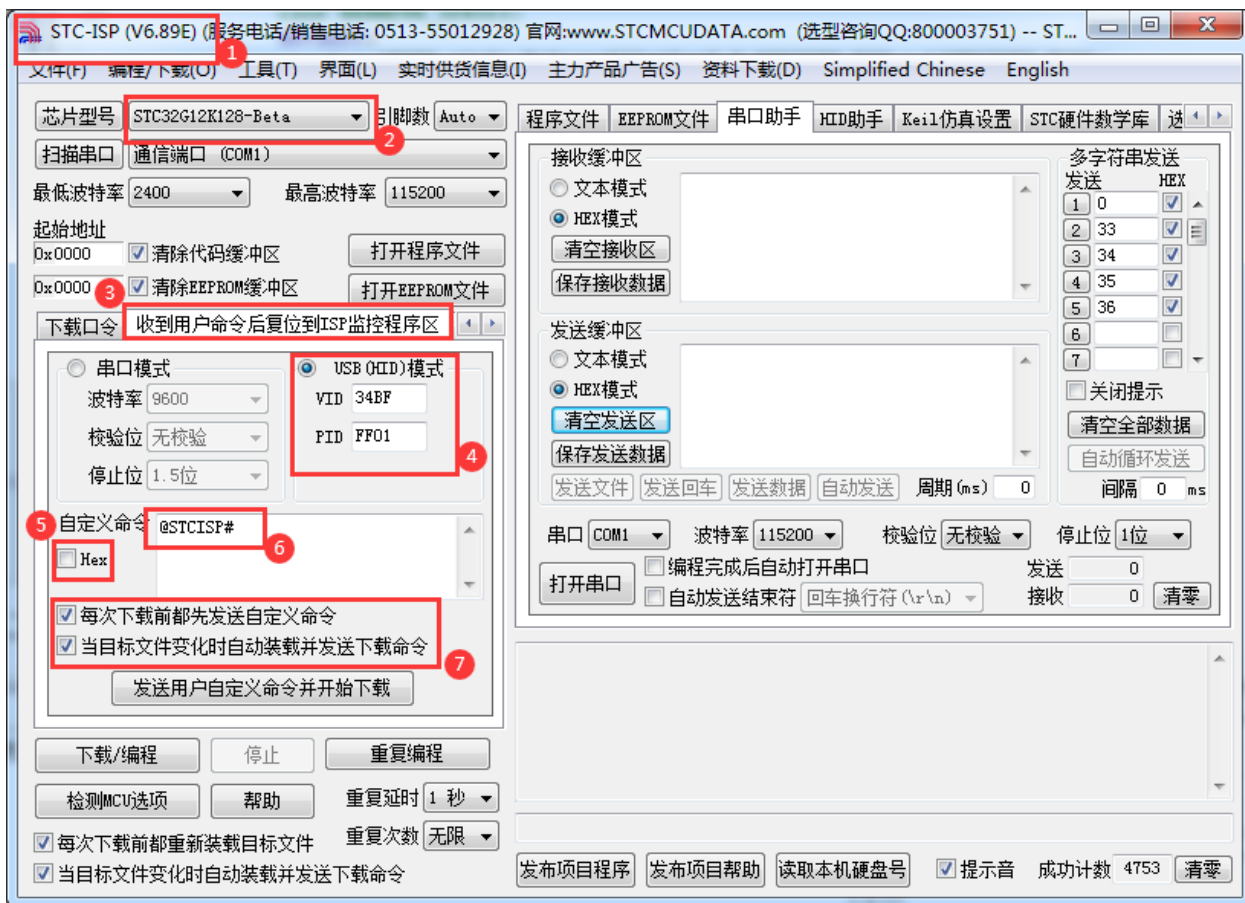 STC-ISP (V6.89E) (服务电话/销售电话: 0513-55012928) 官网:www.STCMCUDATA.com (选型咨询QQ:800003751) -- ST...
1
文件(F) 编程/下载(O) 工具(T) 界面(L) 实时供货信息(I) 主力产品广告(S) 资料下载(D) Simplified Chinese English
芯片型号 STC32G12K128-Beta 引脚数 Auto
2
扫描串口 通信端口 (COM1)
最低波特率 2400 最高波特率 115200
起始地址
0x0000 清除代码缓冲区 打开程序文件
0x0000 清除EEPROM缓冲区 打开EEPROM文件
3
下载口令 收到用户命令后复位到ISP监控程序区
串口模式 USB(HID)模式
波特率 9600 VID 34BF
校验位 无校验 PID FF01
4
停止位 1.5位
5
自定义命令 @STCISP#
6
Hex
每次下载前都先发送自定义命令
当目标文件变化时自动装载并发送下载命令
7
发送用户自定义命令并开始下载
下载/编程 停止 重复编程
检测MCU选项 帮助 重复延时 1 秒
每次下载前都重新装载目标文件 重复次数 无限
当目标文件变化时自动装载并发送下载命令
程序文件 EEPROM文件 串口助手 HID助手 Keil仿真设置 STC硬件数学库 选
接收缓冲区
文本模式
HEX模式
清空接收区
保存接收数据
发送缓冲区
文本模式
HEX模式
清空发送区
保存发送数据
发送文件 发送回车 发送数据 自动发送 周期(ms) 0
多字符串发送
发送 HEX
1 0
2 33
3 34
4 35
5 36
6
7
关闭提示
清空全部数据
自动循环发送
间隔 0 ms
串口 COM1 波特率 115200 校验位 无校验 停止位 1位
打开串口 编程完成后自动打开串口 发送 0
自动发送结束符 回车换行符(\r\n) 接收 0 清零
发布项目程序 发布项目帮助 读取本机硬盘号 提示音 成功计数 4753 清零